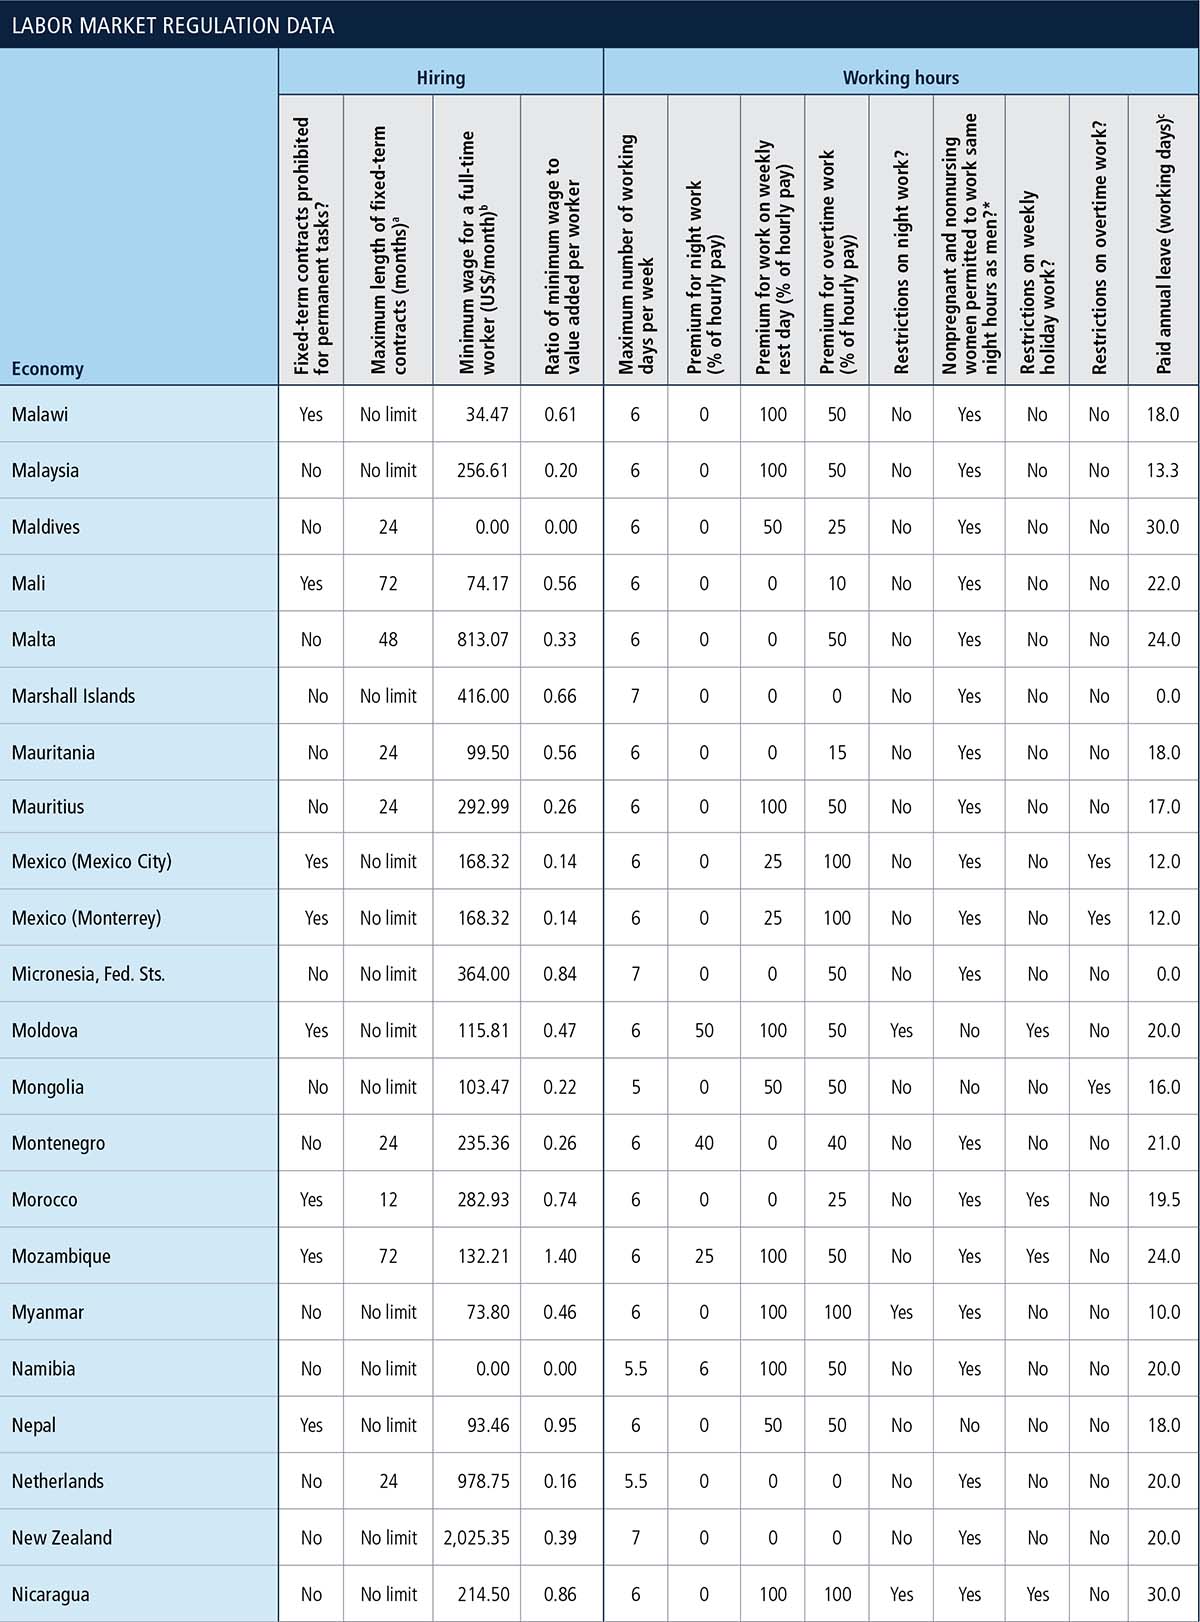 LABOR MARKET REGULATION DATA
Hiring Working hours
Economy
Fixed-term contracts prohibited
for permanent tasks?
Maximum length of fixed-term
contracts (months)a
Minimum wage for a full-time
worker (US$/month)b
Ratio of minimum wage to
value added per worker
Maximum number of working
days per week
Premium for night work
(% of hourly pay)
Premium for work on weekly
rest day (% of hourly pay)
Premium for overtime work
(% of hourly pay)
Restrictions on night work?
Nonpregnant and nonnursing
women permitted to work same
night hours as men?*
Restrictions on weekly
holiday work?
Restrictions on overtime work?
Paid annual leave (working days)c
Malawi Yes No limit 34.47 0.61 6 0 100 50 No Yes No No 18.0
Malaysia No No limit 256.61 0.20 6 0 100 50 No Yes No No 13.3
Maldives No 24 0.00 0.00 6 0 50 25 No Yes No No 30.0
Mali Yes 72 74.17 0.56 6 0 0 10 No Yes No No 22.0
Malta No 48 813.07 0.33 6 0 0 50 No Yes No No 24.0
Marshall Islands No No limit 416.00 0.66 7 0 0 0 No Yes No No 0.0
Mauritania No 24 99.50 0.56 6 0 0 15 No Yes No No 18.0
Mauritius No 24 292.99 0.26 6 0 100 50 No Yes No No 17.0
Mexico (Mexico City) Yes No limit 168.32 0.14 6 0 25 100 No Yes No Yes 12.0
Mexico (Monterrey) Yes No limit 168.32 0.14 6 0 25 100 No Yes No Yes 12.0
Micronesia, Fed. Sts. No No limit 364.00 0.84 7 0 0 50 No Yes No No 0.0
Moldova Yes No limit 115.81 0.47 6 50 100 50 Yes No Yes No 20.0
Mongolia No No limit 103.47 0.22 5 0 50 50 No No No Yes 16.0
Montenegro No 24 235.36 0.26 6 40 0 40 No Yes No No 21.0
Morocco Yes 12 282.93 0.74 6 0 0 25 No Yes Yes No 19.5
Mozambique Yes 72 132.21 1.40 6 25 100 50 No Yes Yes No 24.0
Myanmar No No limit 73.80 0.46 6 0 100 100 Yes Yes No No 10.0
Namibia No No limit 0.00 0.00 5.5 6 100 50 No Yes No No 20.0
Nepal Yes No limit 93.46 0.95 6 0 50 50 No No No No 18.0
Netherlands No 24 978.75 0.16 5.5 0 0 0 No Yes No No 20.0
New Zealand No No limit 2,025.35 0.39 7 0 0 0 No Yes No No 20.0
Nicaragua No No limit 214.50 0.86 6 0 100 100 Yes Yes Yes No 30.0